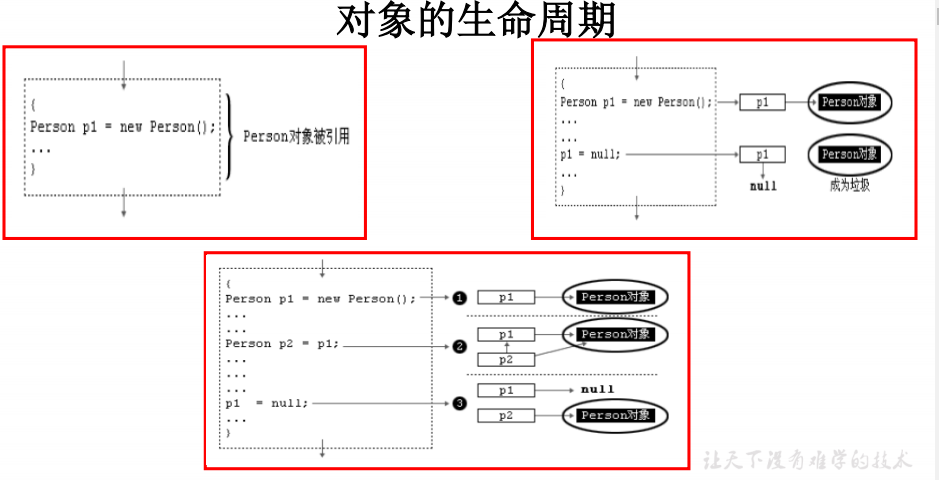 对象的生命周期
{
Person p1 = new Person();
...
}
Person对象被引用
{
Person p1 = new Person();
...
...
p1 = null;
...
}
p1
Person对象
p1
Person对象
null
成为垃圾
{
Person p1 = new Person();
...
...
Person p2 = p1;
...
...
...
p1 = null;
...
}
1
p1
Person对象
2
p1
Person对象
p2
3
p1
null
p2
Person对象
让天下没有难学的技术